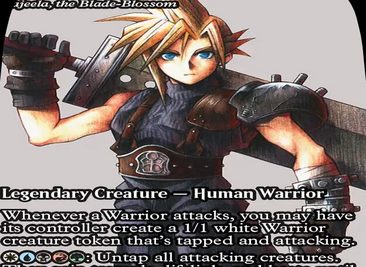 the Blade-Blossom
Legendary Creature — Human Warrior
Whenever a Warrior attacks, you may have
its controller create a 1/1 white Warrior
creature token that's tapped and attacking.
: Untap all attacking creatures.